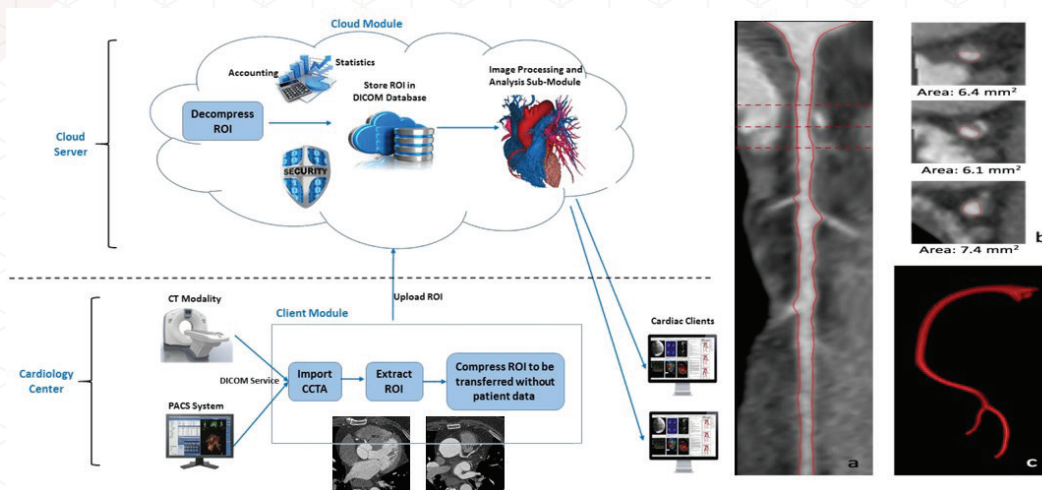 Cloud Module
Accounting
Statistics
Store ROI in
DICOM Database
Image Processing and
Analysis Sub-Module
Decompress
ROI
SECURITY
Cloud
Server
Upload ROI
CT Modality
Client Module
Cardiology
Center
DICOM Service
PACS System
Import
CCTA
Extract
ROI
Compress ROI to be
transferred without
patient data
Cardiac Clients
a
Area: 6.4 mm²
Area: 6.1 mm²
Area: 7.4 mm²
b
c